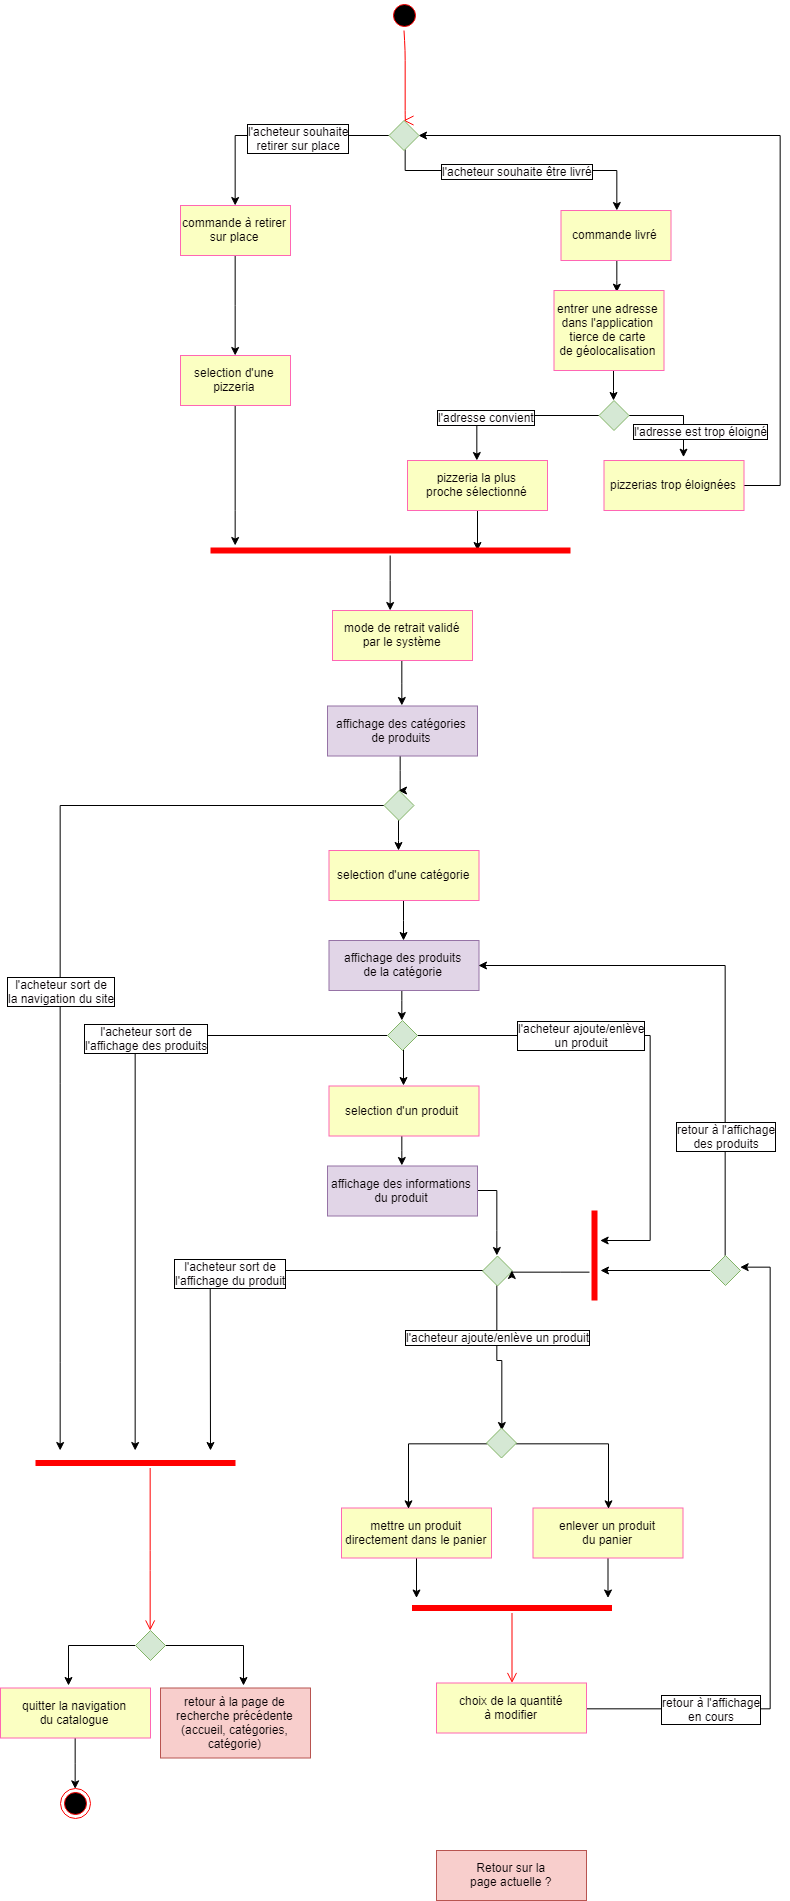 l'acheteur souhaite
retirer sur place
l'acheteur souhaite être livré
commande à retirer
sur place
commande livré
entrer une adresse
dans l'application
tierce de carte
de géolocalisation
selection d'une
pizzeria
l'adresse convient
l'adresse est trop éloigné
pizzeria la plus
proche sélectionné
pizzerias trop éloignées
mode de retrait validé
par le système
affichage des catégories
de produits
selection d'une catégorie
affichage des produits
de la catégorie
l'acheteur sort de
la navigation du site
l'acheteur sort de
l'affichage des produits
l'acheteur ajoute/enlève
un produit
selection d'un produit
retour à l'affichage
des produits
affichage des informations
du produit
l'acheteur sort de
l'affichage du produit
l'acheteur ajoute/enlève un produit
mettre un produit
directement dans le panier
enlever un produit
du panier
quitter la navigation
du catalogue
retour à la page de
recherche précédente
(accueil, catégories,
catégorie)
choix de la quantité
à modifier
retour à l'affichage
en cours
Retour sur la
page actuelle ?